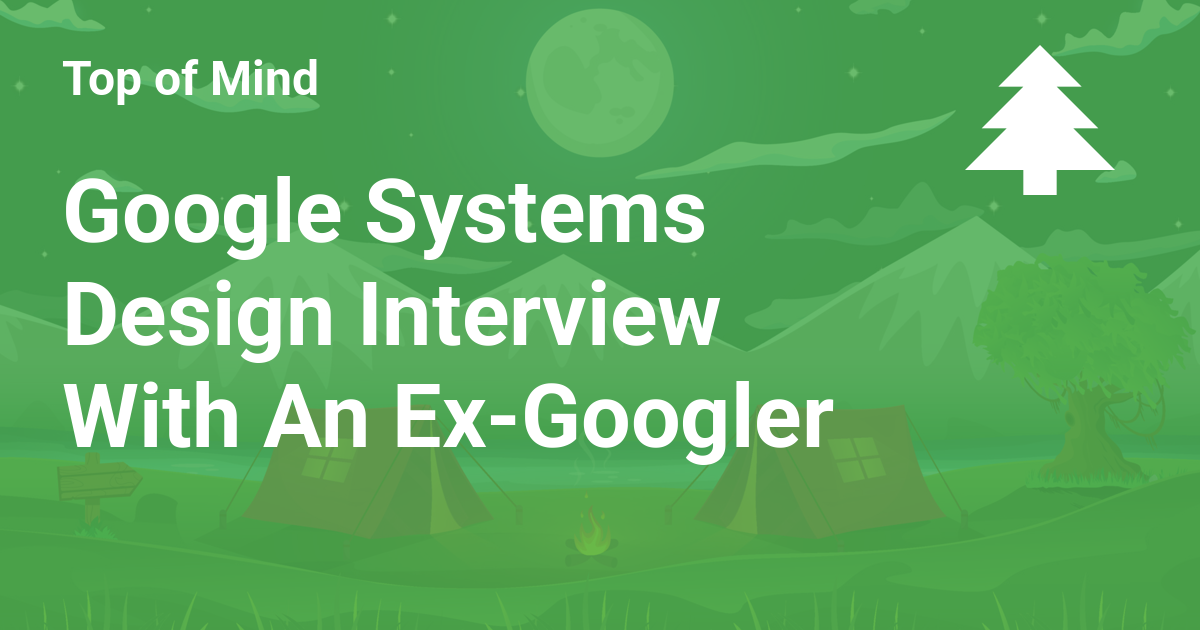 Top of Mind
Google Systems
Design Interview
With An Ex-Googler